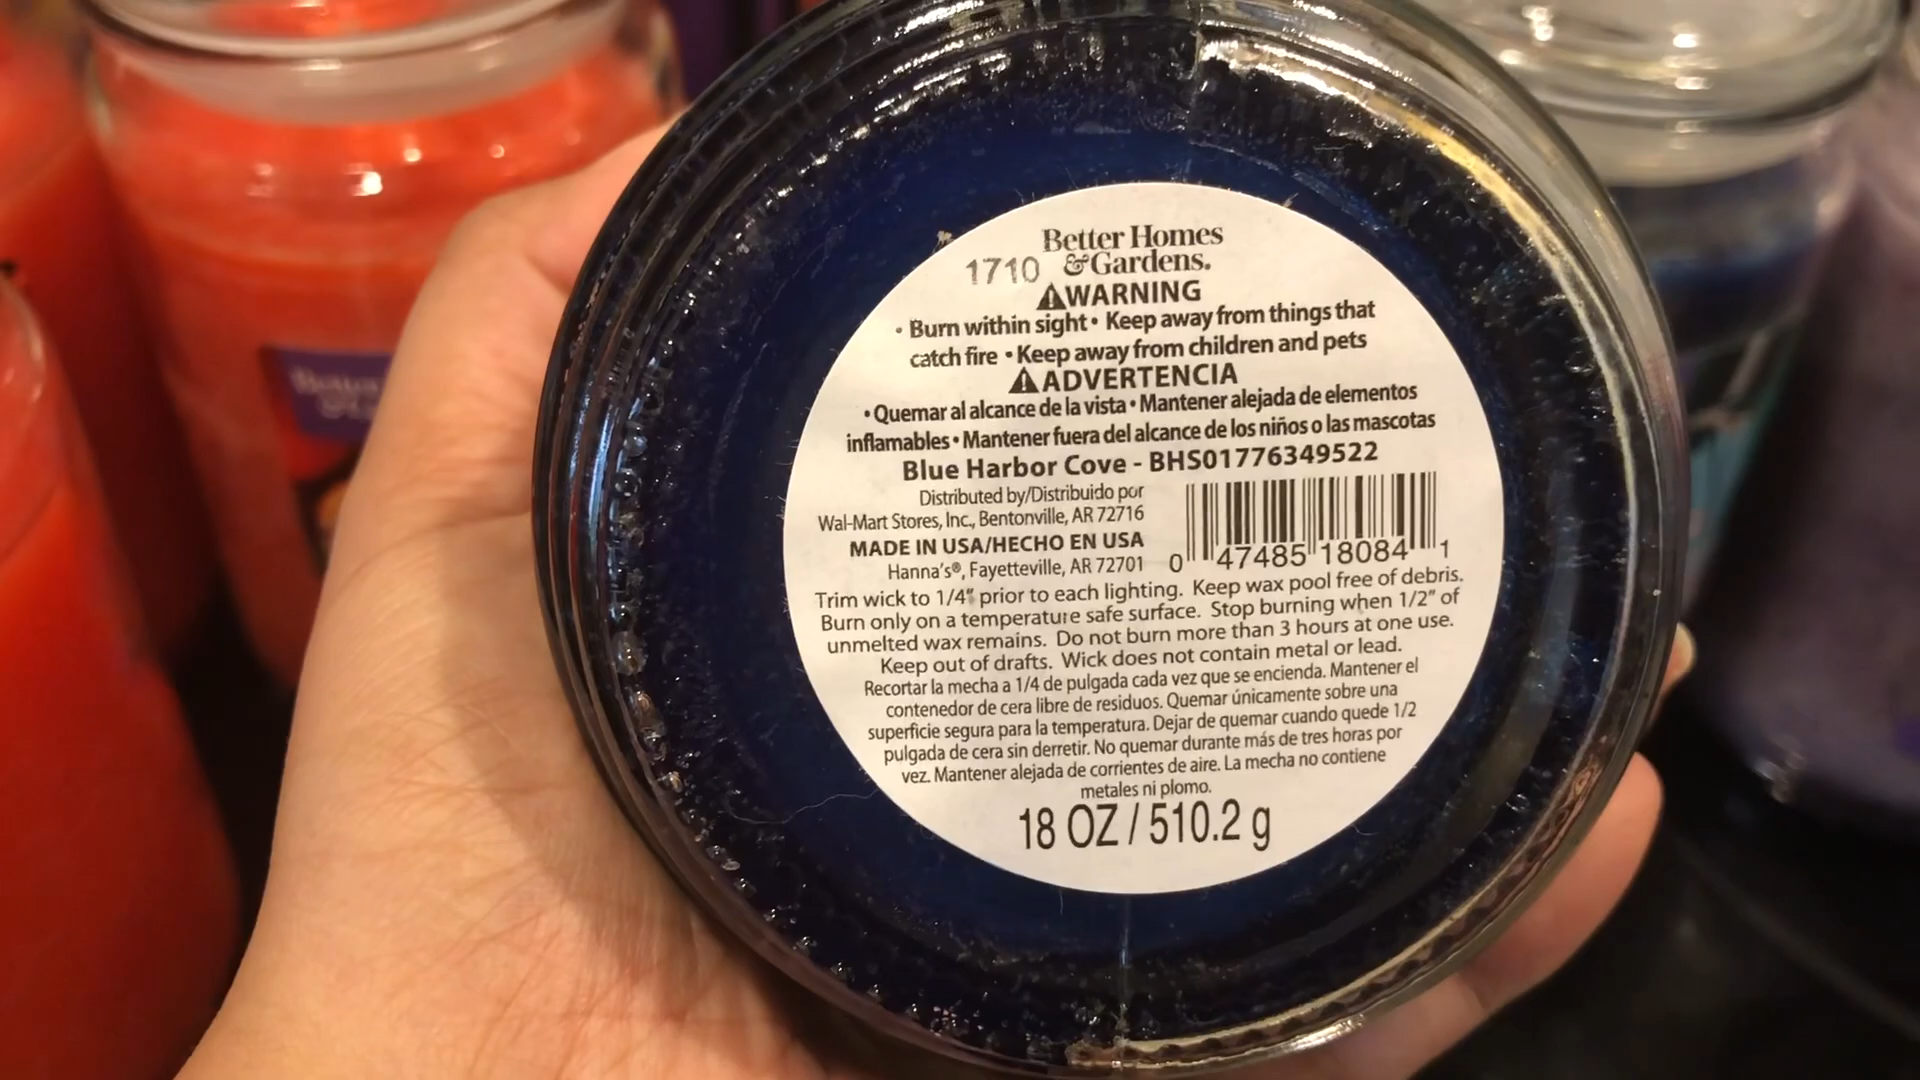 Better Homes
1710 & Gardens.
⚠WARNING
• Burn within sight • Keep away from things that
catch fire • Keep away from children and pets
⚠ADVERTENCIA
• Quemar al alcance de la vista • Mantener alejada de elementos
inflamables • Mantener fuera del alcance de los niños o las mascotas
Blue Harbor Cove - BHS01776349522
Distributed by/Distribuido por
Wal-Mart Stores, Inc., Bentonville, AR 72716
MADE IN USA/HECHO EN USA
Hanna's®, Fayetteville, AR 72701
0 47485 18084 1
Trim wick to 1/4" prior to each lighting. Keep wax pool free of debris.
Burn only on a temperature safe surface. Stop burning when 1/2" of
unmelted wax remains. Do not burn more than 3 hours at one use.
Keep out of drafts. Wick does not contain metal or lead.
Recortar la mecha a 1/4 de pulgada cada vez que se encienda. Mantener el
contenedor de cera libre de residuos. Quemar únicamente sobre una
superficie segura para la temperatura. Dejar de quemar cuando quede 1/2
pulgada de cera sin derretir. No quemar durante más de tres horas por
vez. Mantener alejada de corrientes de aire. La mecha no contiene
metales ni plomo.
18 OZ / 510.2 g